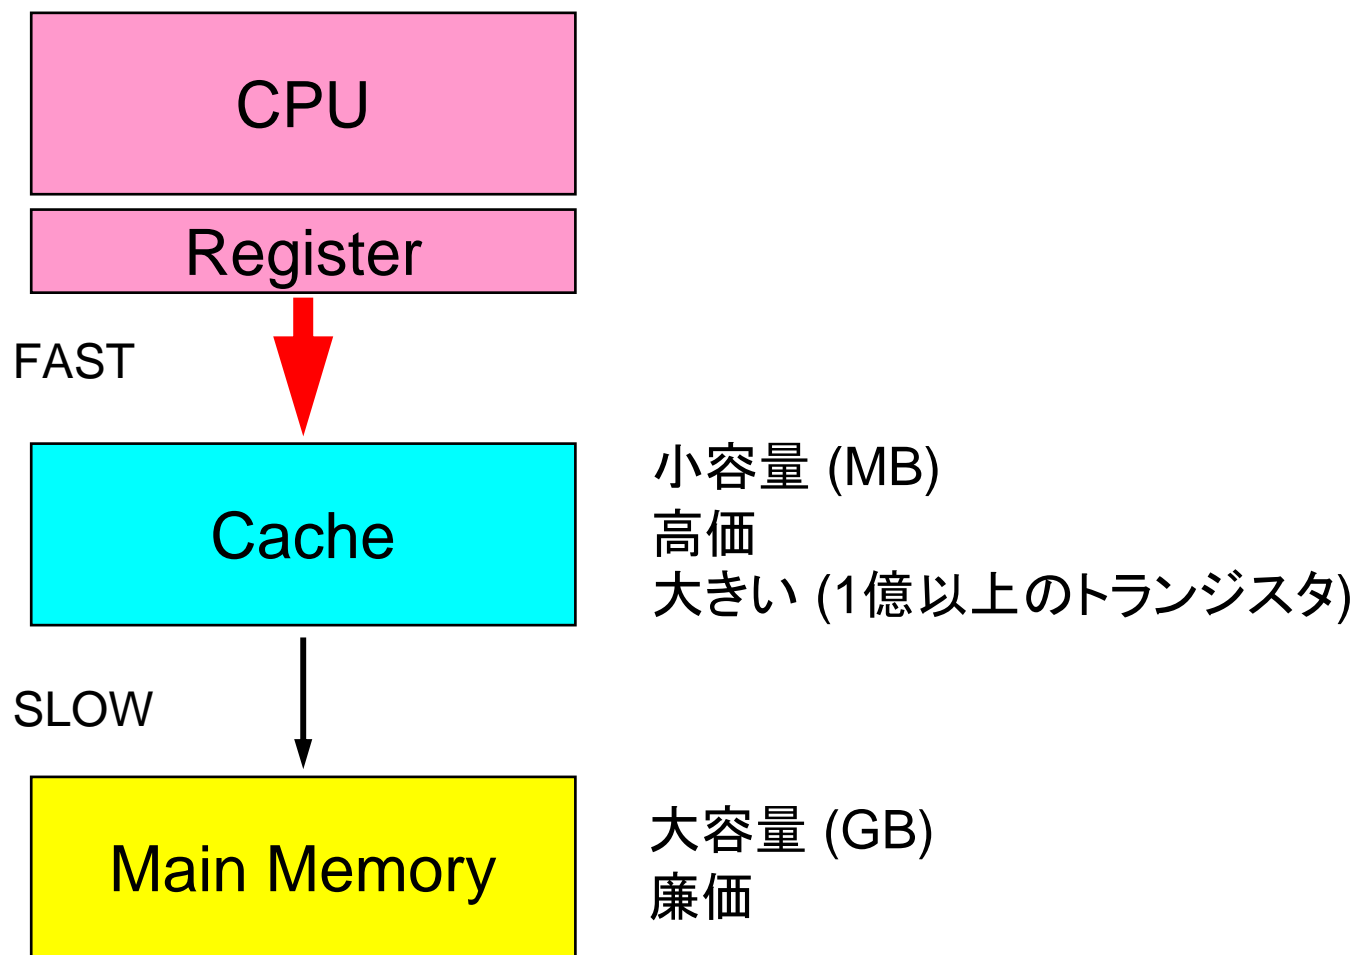 CPU
Register
FAST
Cache
小容量 (MB)
高価
大きい (1億以上のトランジスタ)
SLOW
Main Memory
大容量 (GB)
廉価